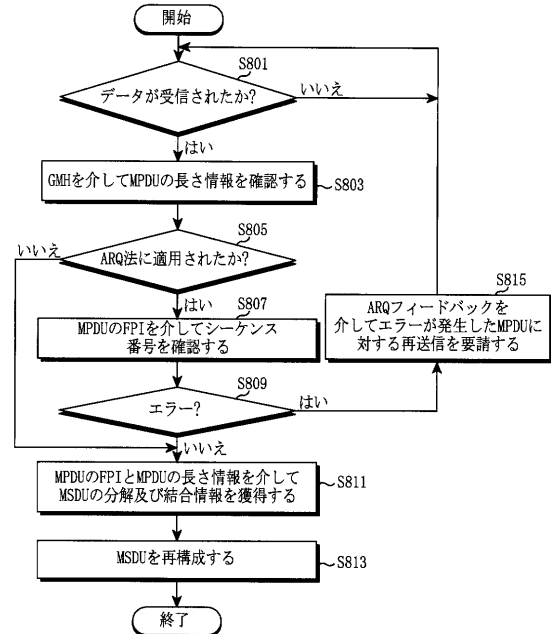 開始
S801
データが受信されたか?
いいえ
はい
GMHを介してMPDUの長さ情報を確認する
S803
S805
いいえ
ARQ法に適用されたか?
はい
S807
MPDUのFPIを介してシーケンス
番号を確認する
S815
ARQフィードバックを
介してエラーが発生したMPDUに
対する再送信を要請する
S809
エラー?
はい
いいえ
MPDUのFPIとMPDUの長さ情報を介して
MSDUの分解及び結合情報を獲得する
S811
MSDUを再構成する
S813
終了